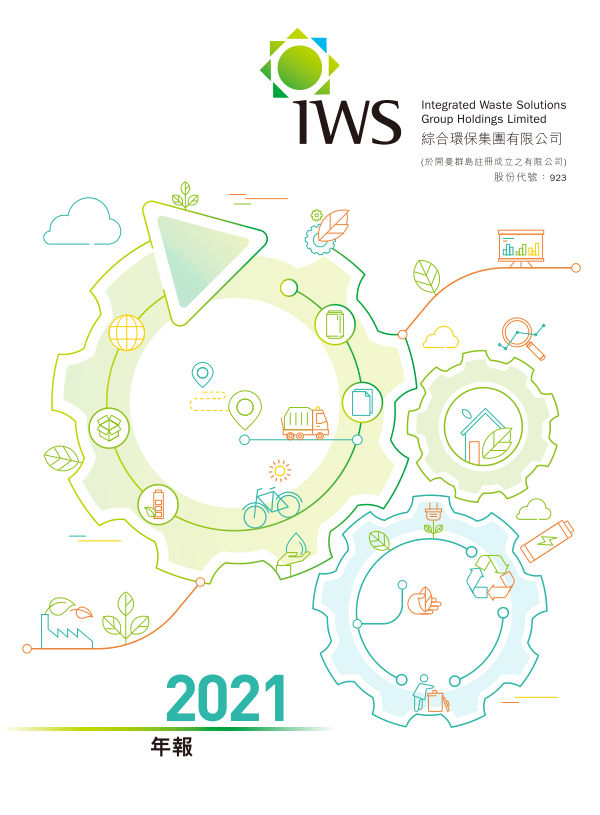 IWS
Integrated Waste Solutions
Group Holdings Limited
綜合環保集團有限公司
(於開曼群島註冊成立之有限公司)
股份代號：923
2021
年報